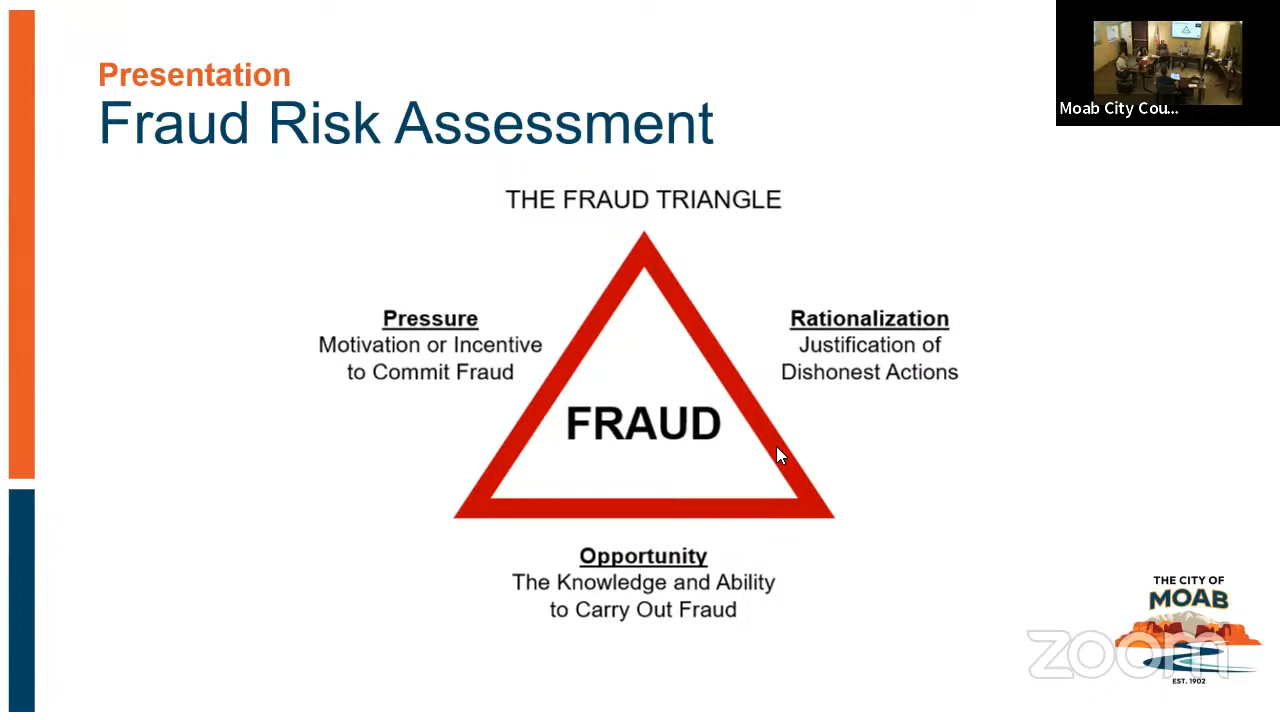 Presentation
Fraud Risk Assessment
Moab City Cou...
THE FRAUD TRIANGLE
Pressure
Motivation or Incentive
to Commit Fraud
Rationalization
Justification of
Dishonest Actions
FRAUD
Opportunity
The Knowledge and Ability
to Carry Out Fraud
THE CITY OF
MOAB
zoom
EST. 1902